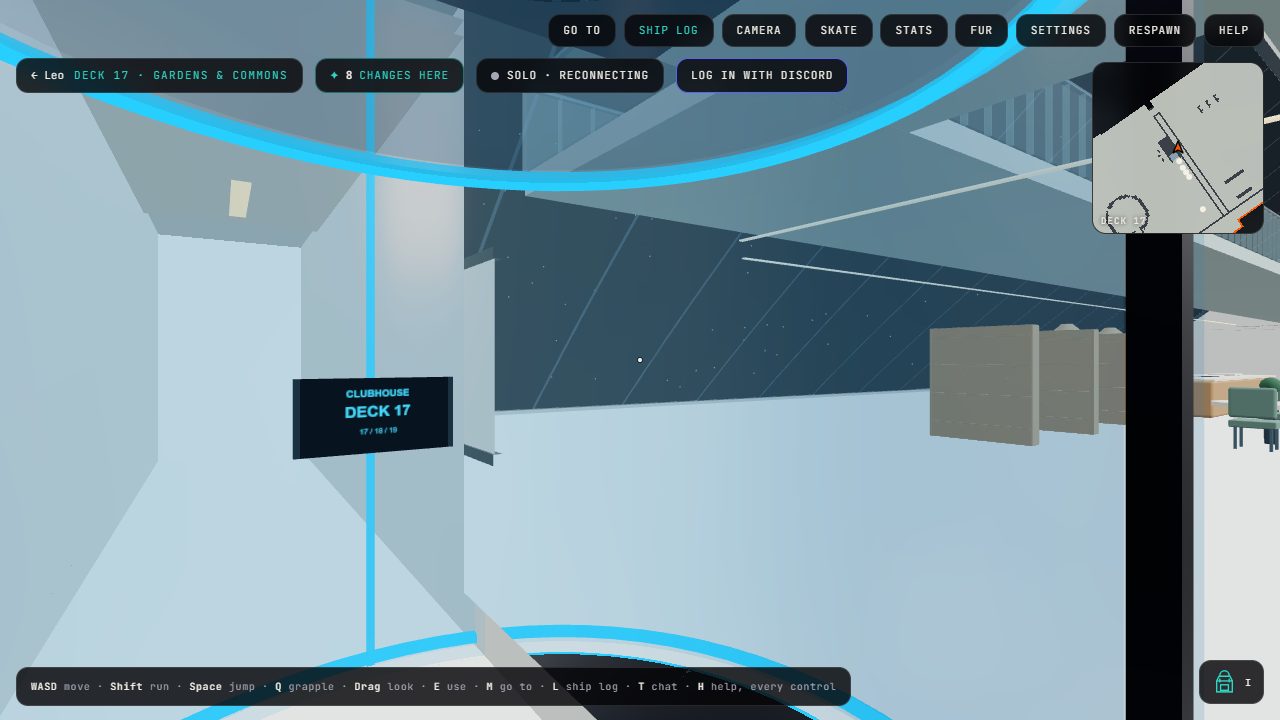 GO TO
SHIP LOG
CAMERA
SKATE
STATS
FUR
SETTINGS
RESPAWN
HELP
← Leo DECK 17 · GARDENS & COMMONS
✦ 8 CHANGES HERE
SOLO · RECONNECTING
LOG IN WITH DISCORD
DECK 17
CLUBHOUSE
DECK 17
17 / 18 / 19
WASD move · Shift run · Space jump · Q grapple · Drag look · E use · M go to · L ship log · T chat · H help, every control
I